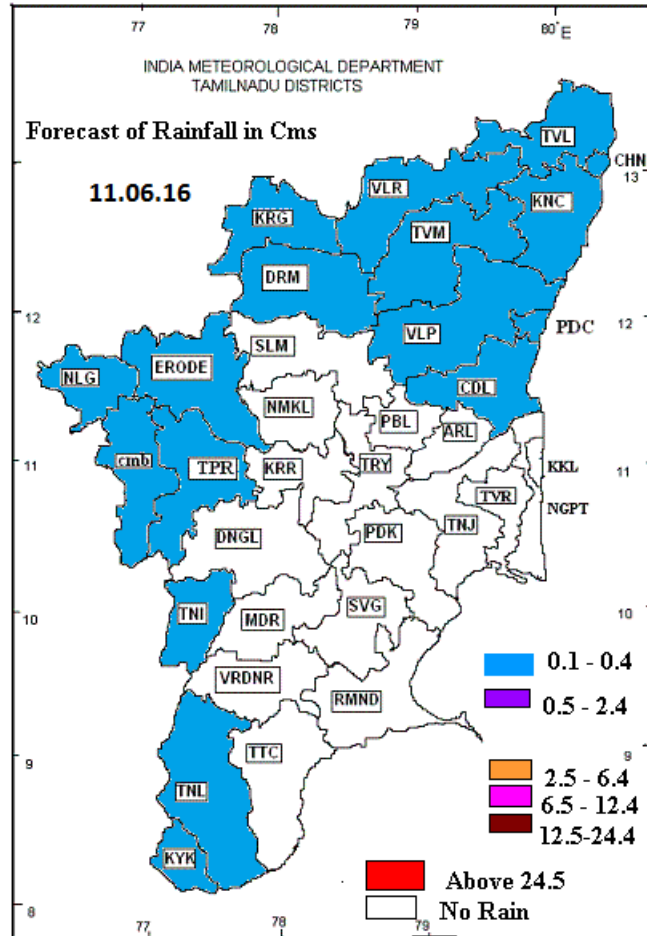 77
78
79
80°E
INDIA METEOROLOGICAL DEPARTMENT
TAMILNADU DISTRICTS
Forecast of Rainfall in Cms
TVL
CHN
13
11.06.16
VLR
KNC
KRG
TVM
DRM
12
12
PDC
SLM
VLP
ERODE
NLG
CDL
NMKL
PBL
ARL
cmb
TPR
KRR
TRY
11
11
KKL
TVR
NGPT
DNGL
PDK
TNJ
10
TNI
MDR
SVG
10
0.1 - 0.4
VRDNR
RMND
0.5 - 2.4
9
TTC
9
2.5 - 6.4
TNL
6.5 - 12.4
12.5-24.4
KYK
Above 24.5
8
No Rain
77
78
79